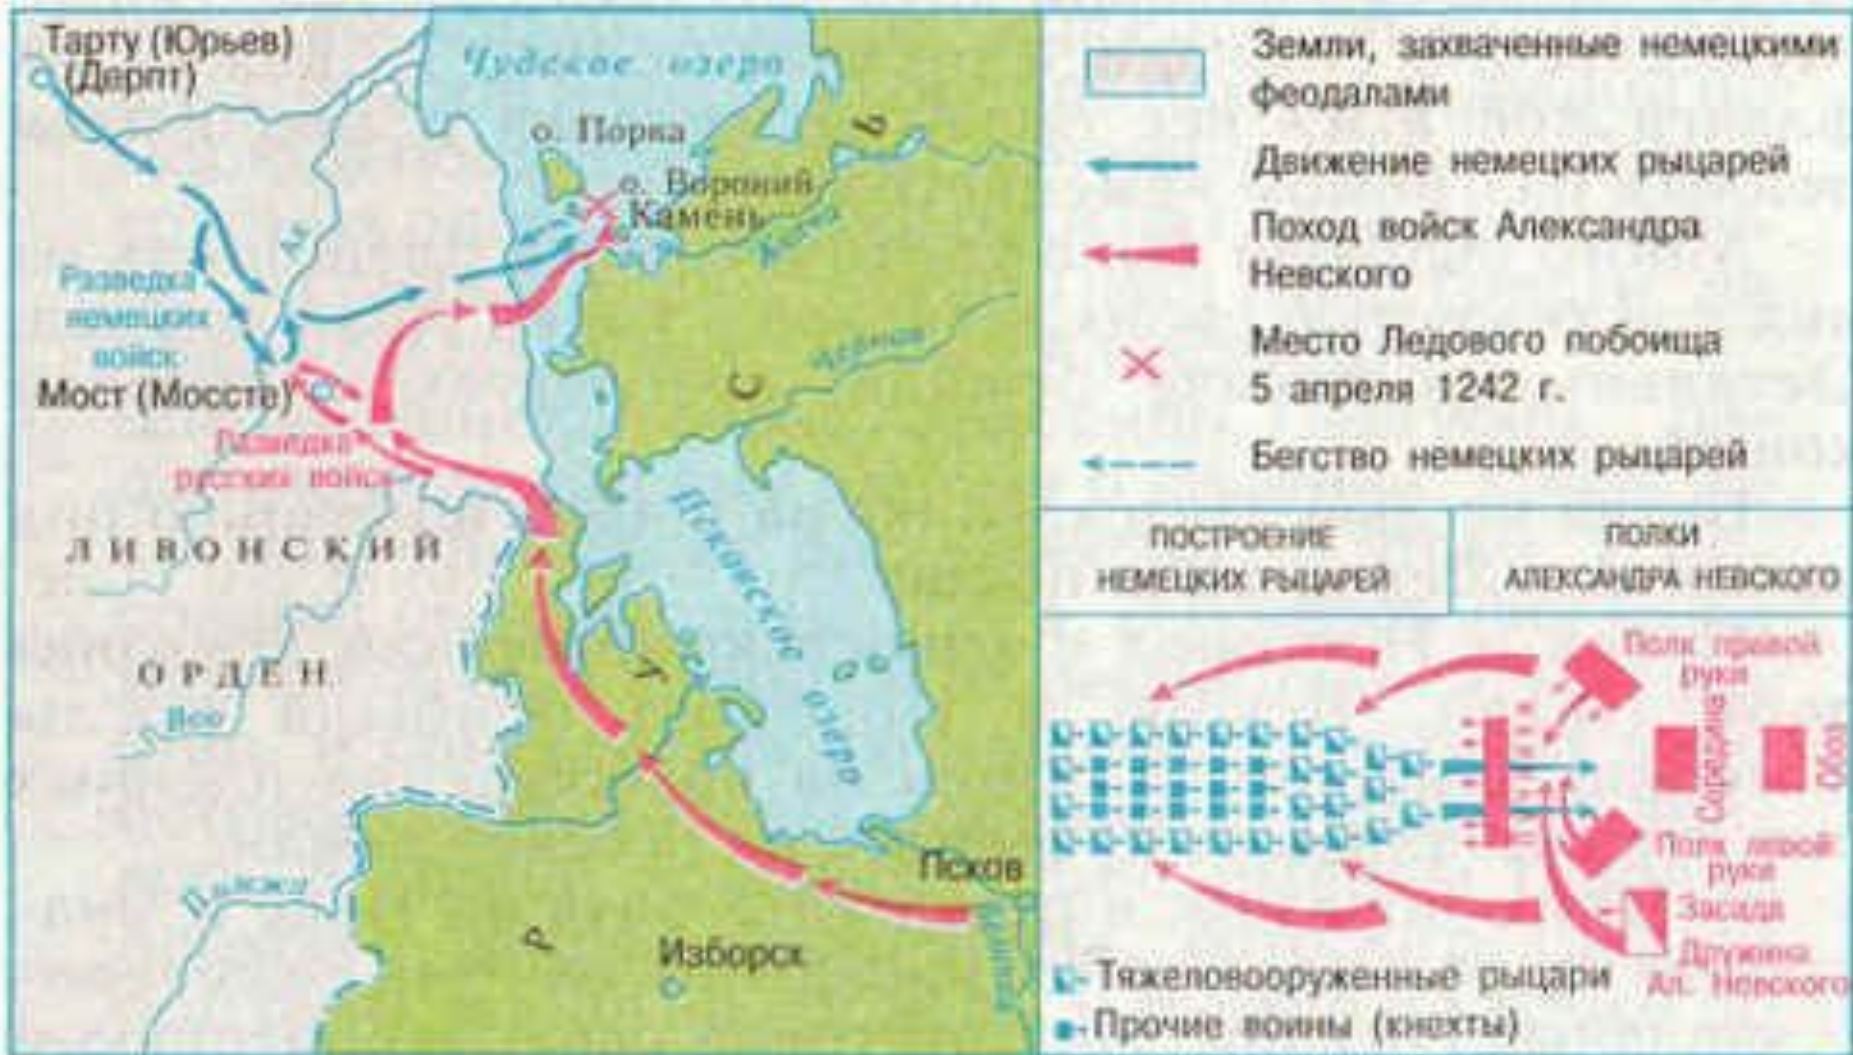 Тарту (Юрьев)
(Дерпт)
Чудское озеро
о. Порка
о. Вороний
Камень
Разведка
немецких
войск
Мост (Моссте)
Разведка
русских войск
ЛИВОНСКИЙ
ОРДЕН
Псковское озеро
Р У С Ь
Псков
Изборск
Земли, захваченные немецкими
феодалами
Движение немецких рыцарей
Поход войск Александра
Невского
Место Ледового побоища
5 апреля 1242 г.
Бегство немецких рыцарей
ПОСТРОЕНИЕ
НЕМЕЦКИХ РЫЦАРЕЙ
ПОЛКИ
АЛЕКСАНДРА НЕВСКОГО
Полк правой
руки
Середина
Обоз
Полк левой
руки
Засада
Дружина
Ал. Невского
Тяжеловооруженные рыцари
Прочие воины (кнехты)